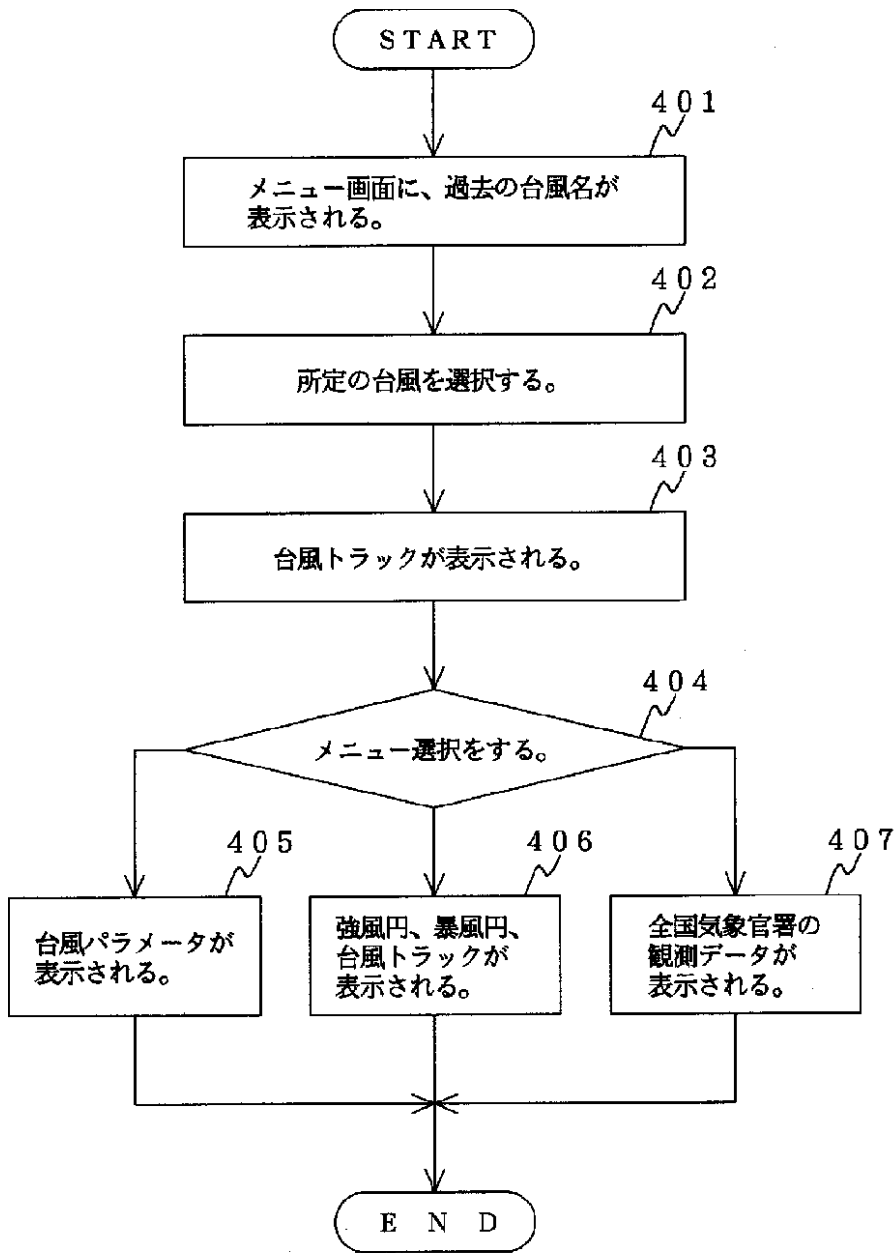 START
401
メニュー画面に、過去の台風名が
表示される。
402
所定の台風を選択する。
403
台風トラックが表示される。
404
メニュー選択をする。
405
台風パラメータが
表示される。
406
強風円、暴風円、
台風トラックが
表示される。
407
全国気象官署の
観測データが
表示される。
END